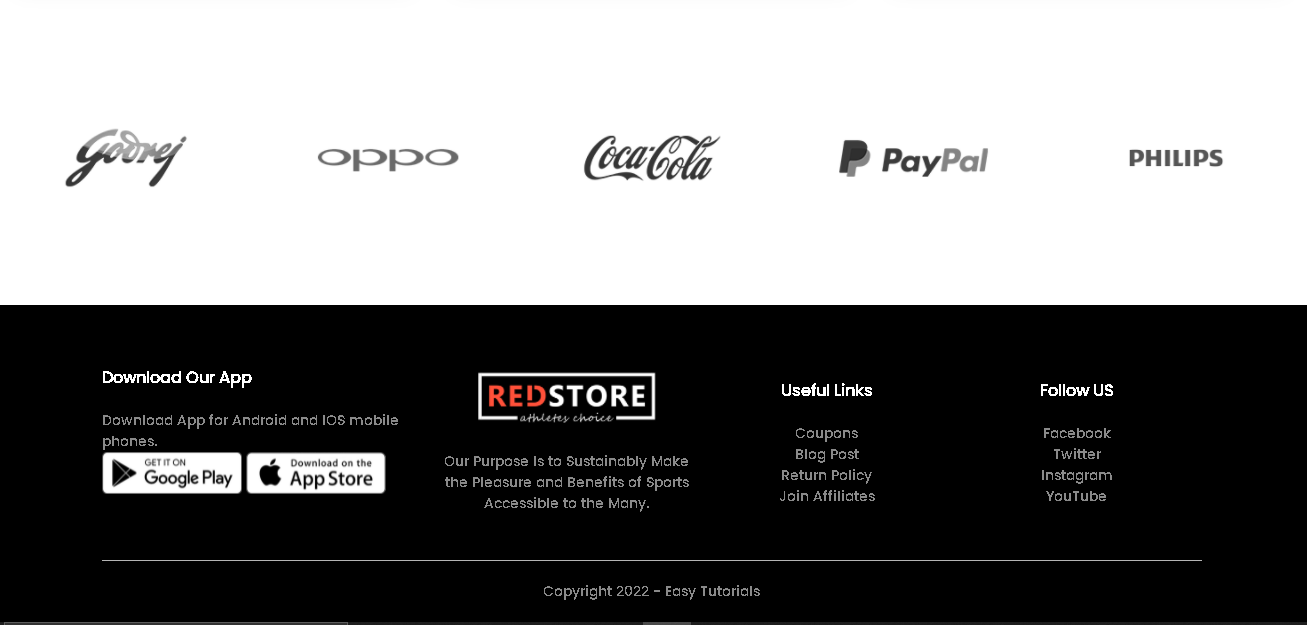 Godrej
oppo
Coca-Cola
PayPal
PHILIPS
Download Our App
Download App for Android and IOS mobile
phones.
GET IT ON
Google Play
Download on the
App Store
REDSTORE
athletes choice
Our Purpose Is to Sustainably Make
the Pleasure and Benefits of Sports
Accessible to the Many.
Useful Links
Coupons
Blog Post
Return Policy
Join Affiliates
Follow US
Facebook
Twitter
Instagram
YouTube
Copyright 2022 - Easy Tutorials